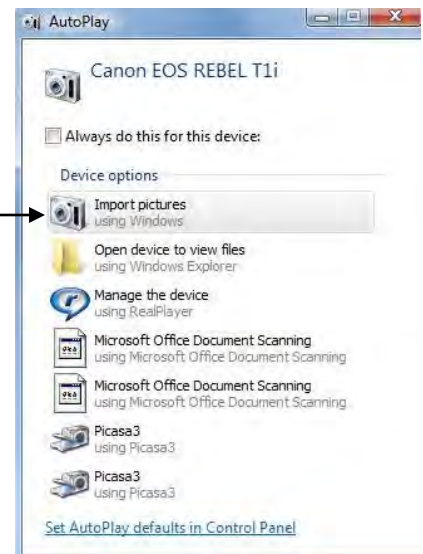 AutoPlay
Canon EOS REBEL T1i
Always do this for this device:
Device options
Import pictures
using Windows
Open device to view files
using Windows Explorer
Manage the device
using RealPlayer
Microsoft Office Document Scanning
using Microsoft Office Document Scanning
Microsoft Office Document Scanning
using Microsoft Office Document Scanning
Picasa3
using Picasa3
Picasa3
using Picasa3
Set AutoPlay defaults in Control Panel